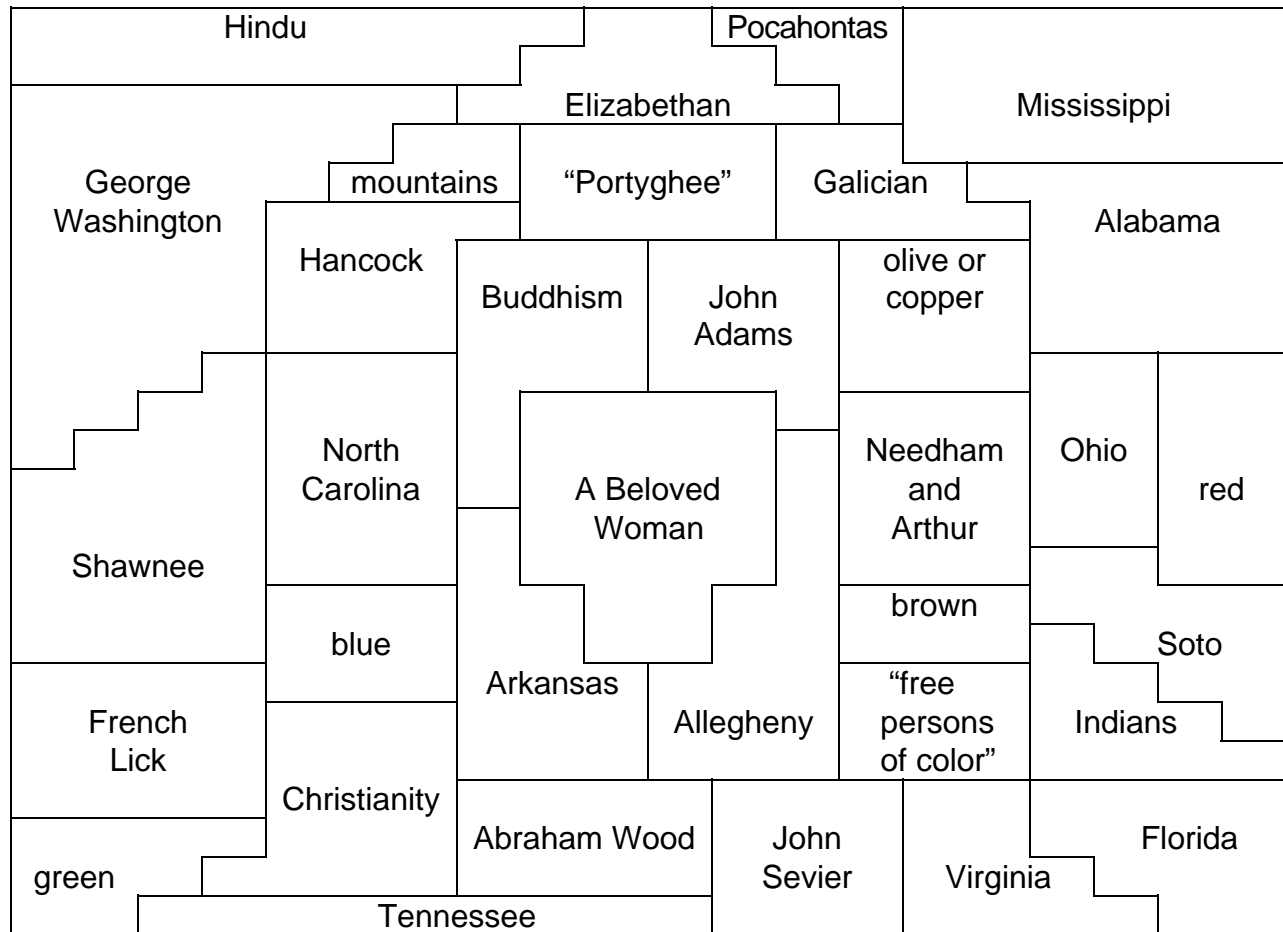 Hindu
Pocahontas
Elizabethan
Mississippi
George
Washington
mountains
“Portyghee”
Galician
Alabama
Hancock
Buddhism
John
Adams
olive or
copper
North
Carolina
A Beloved
Woman
Needham
and
Arthur
Ohio
red
Shawnee
blue
brown
Soto
French
Lick
Arkansas
Allegheny
“free
persons
of color”
Indians
Christianity
Abraham Wood
John
Sevier
Virginia
Florida
green
Tennessee